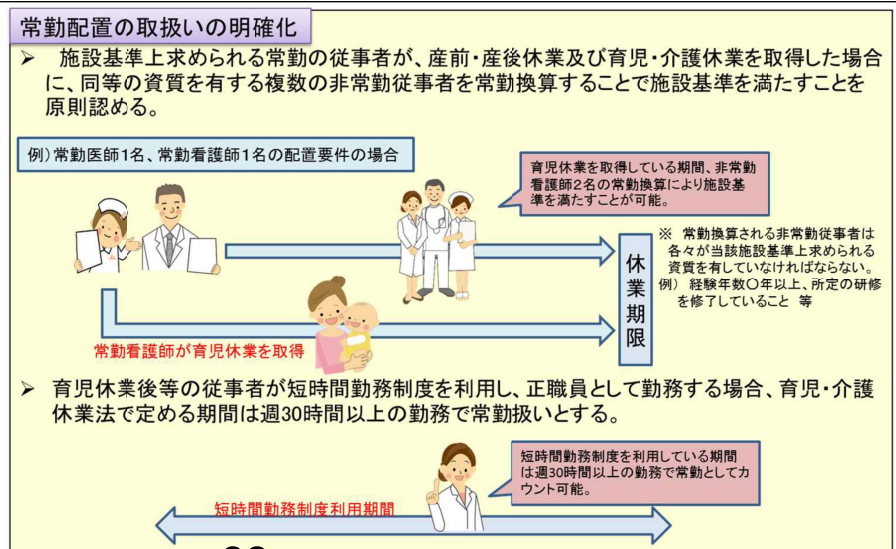 常勤配置の取扱いの明確化
➢ 施設基準上求められる常勤の従事者が、産前・産後休業及び育児・介護休業を取得した場合
に、同等の資質を有する複数の非常勤従事者を常勤換算することで施設基準を満たすことを
原則認める。
例）常勤医師１名、常勤看護師１名の配置要件の場合
育児休業を取得している期間、非常勤
看護師２名の常勤換算により施設基
準を満たすことが可能。
※ 常勤換算される非常勤従事者は
各々が当該施設基準上求められる
資質を有していなければならない。
例） 経験年数〇年以上、所定の研修
を修了していること 等
休業期限
常勤看護師が育児休業を取得
➢ 育児休業後等の従事者が短時間勤務制度を利用し、正職員として勤務する場合、育児・介護
休業法で定める期間は週30時間以上の勤務で常勤扱いとする。
短時間勤務制度を利用している期間
は週30時間以上の勤務で常勤としてカ
ウント可能。
短時間勤務制度利用期間